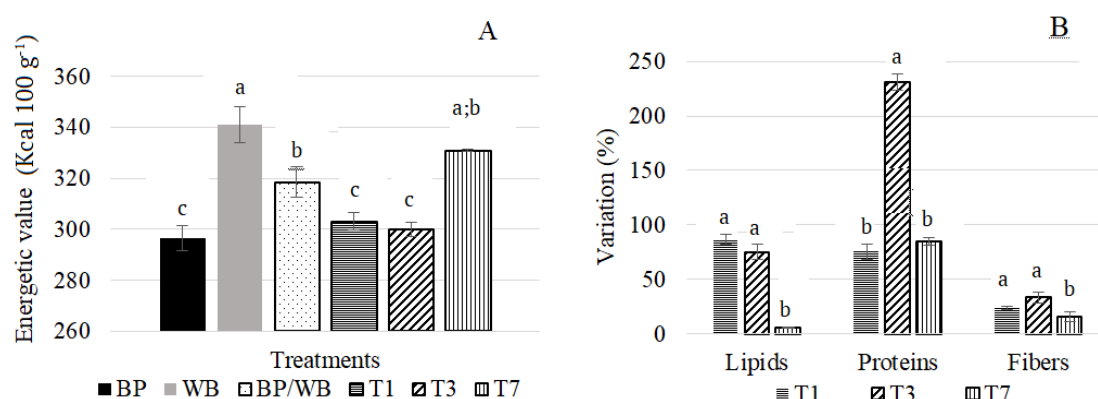 A
Energetic value (Kcal 100 g⁻¹)
360
340
320
300
280
260
c
a
b
c
c
a;b
Treatments
BP WB BP/WB T1 T3 T7
B
Variation (%)
250
200
150
100
50
0
a a b
b a b
a a b
Lipids Proteins Fibers
T1 T3 T7